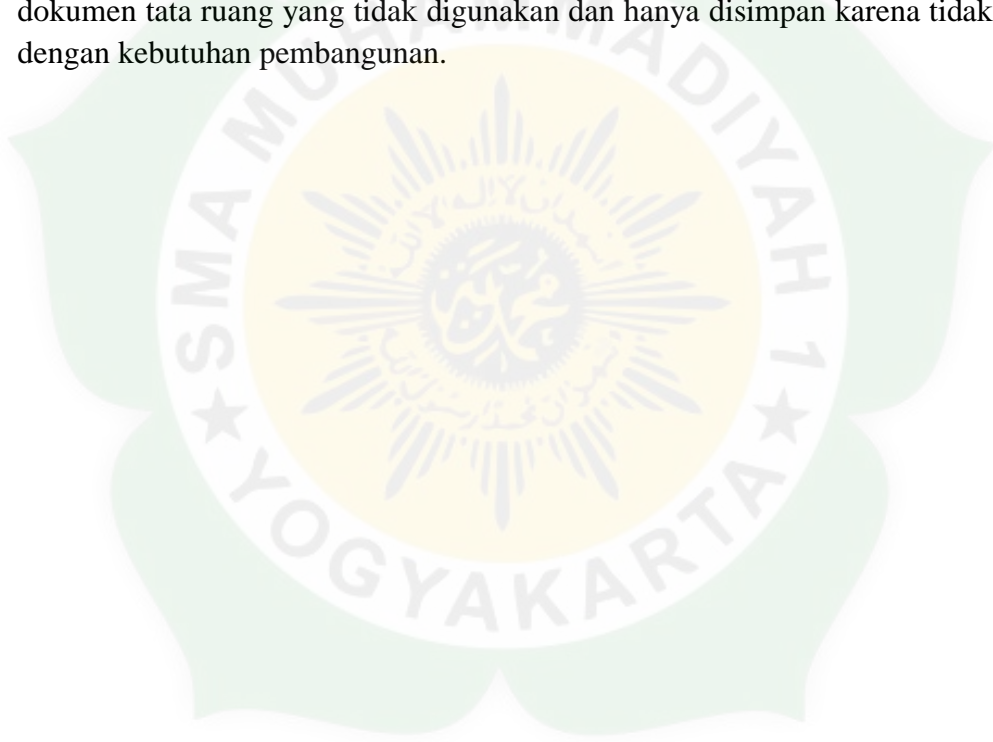 dokumen tata ruang yang tidak digunakan dan hanya disimpan karena tidak
dengan kebutuhan pembangunan.
SMA MUHAMMADIYAH 1
YOGYAKARTA